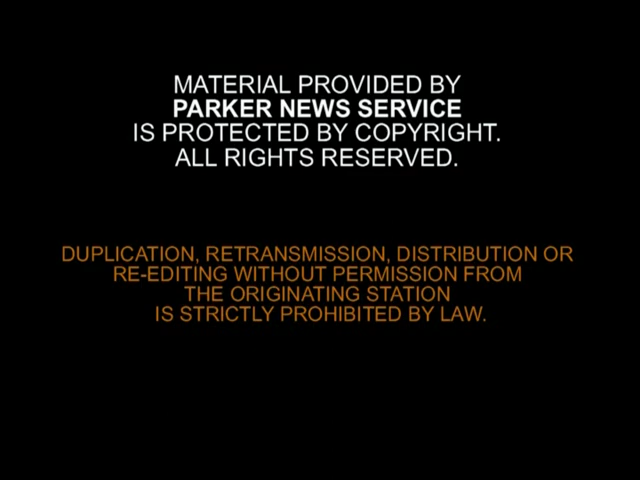 MATERIAL PROVIDED BY
PARKER NEWS SERVICE
IS PROTECTED BY COPYRIGHT.
ALL RIGHTS RESERVED.
DUPLICATION, RETRANSMISSION, DISTRIBUTION OR
RE-EDITING WITHOUT PERMISSION FROM
THE ORIGINATING STATION
IS STRICTLY PROHIBITED BY LAW.